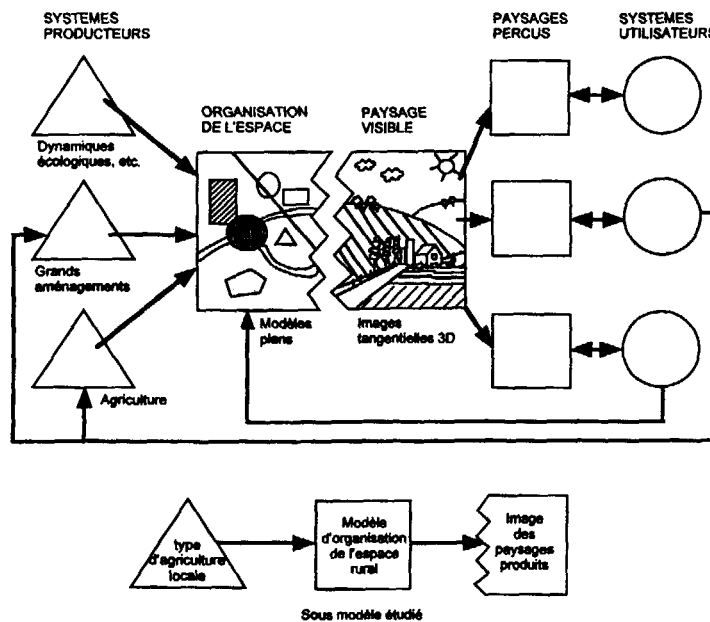 SYSTEMES
PRODUCTEURS
PAYSAGES
PERCUS
SYSTEMES
UTILISATEURS
ORGANISATION
DE L'ESPACE
PAYSAGE
VISIBLE
Dynamiques
écologiques, etc.
Grands
aménagements
Agriculture
Modèles
plans
Images
tangentielles 3D
type
d'agriculture
locale
Modèle
d'organisation
de l'espace
rural
Image
des
paysages
produits
Sous modèle étudié